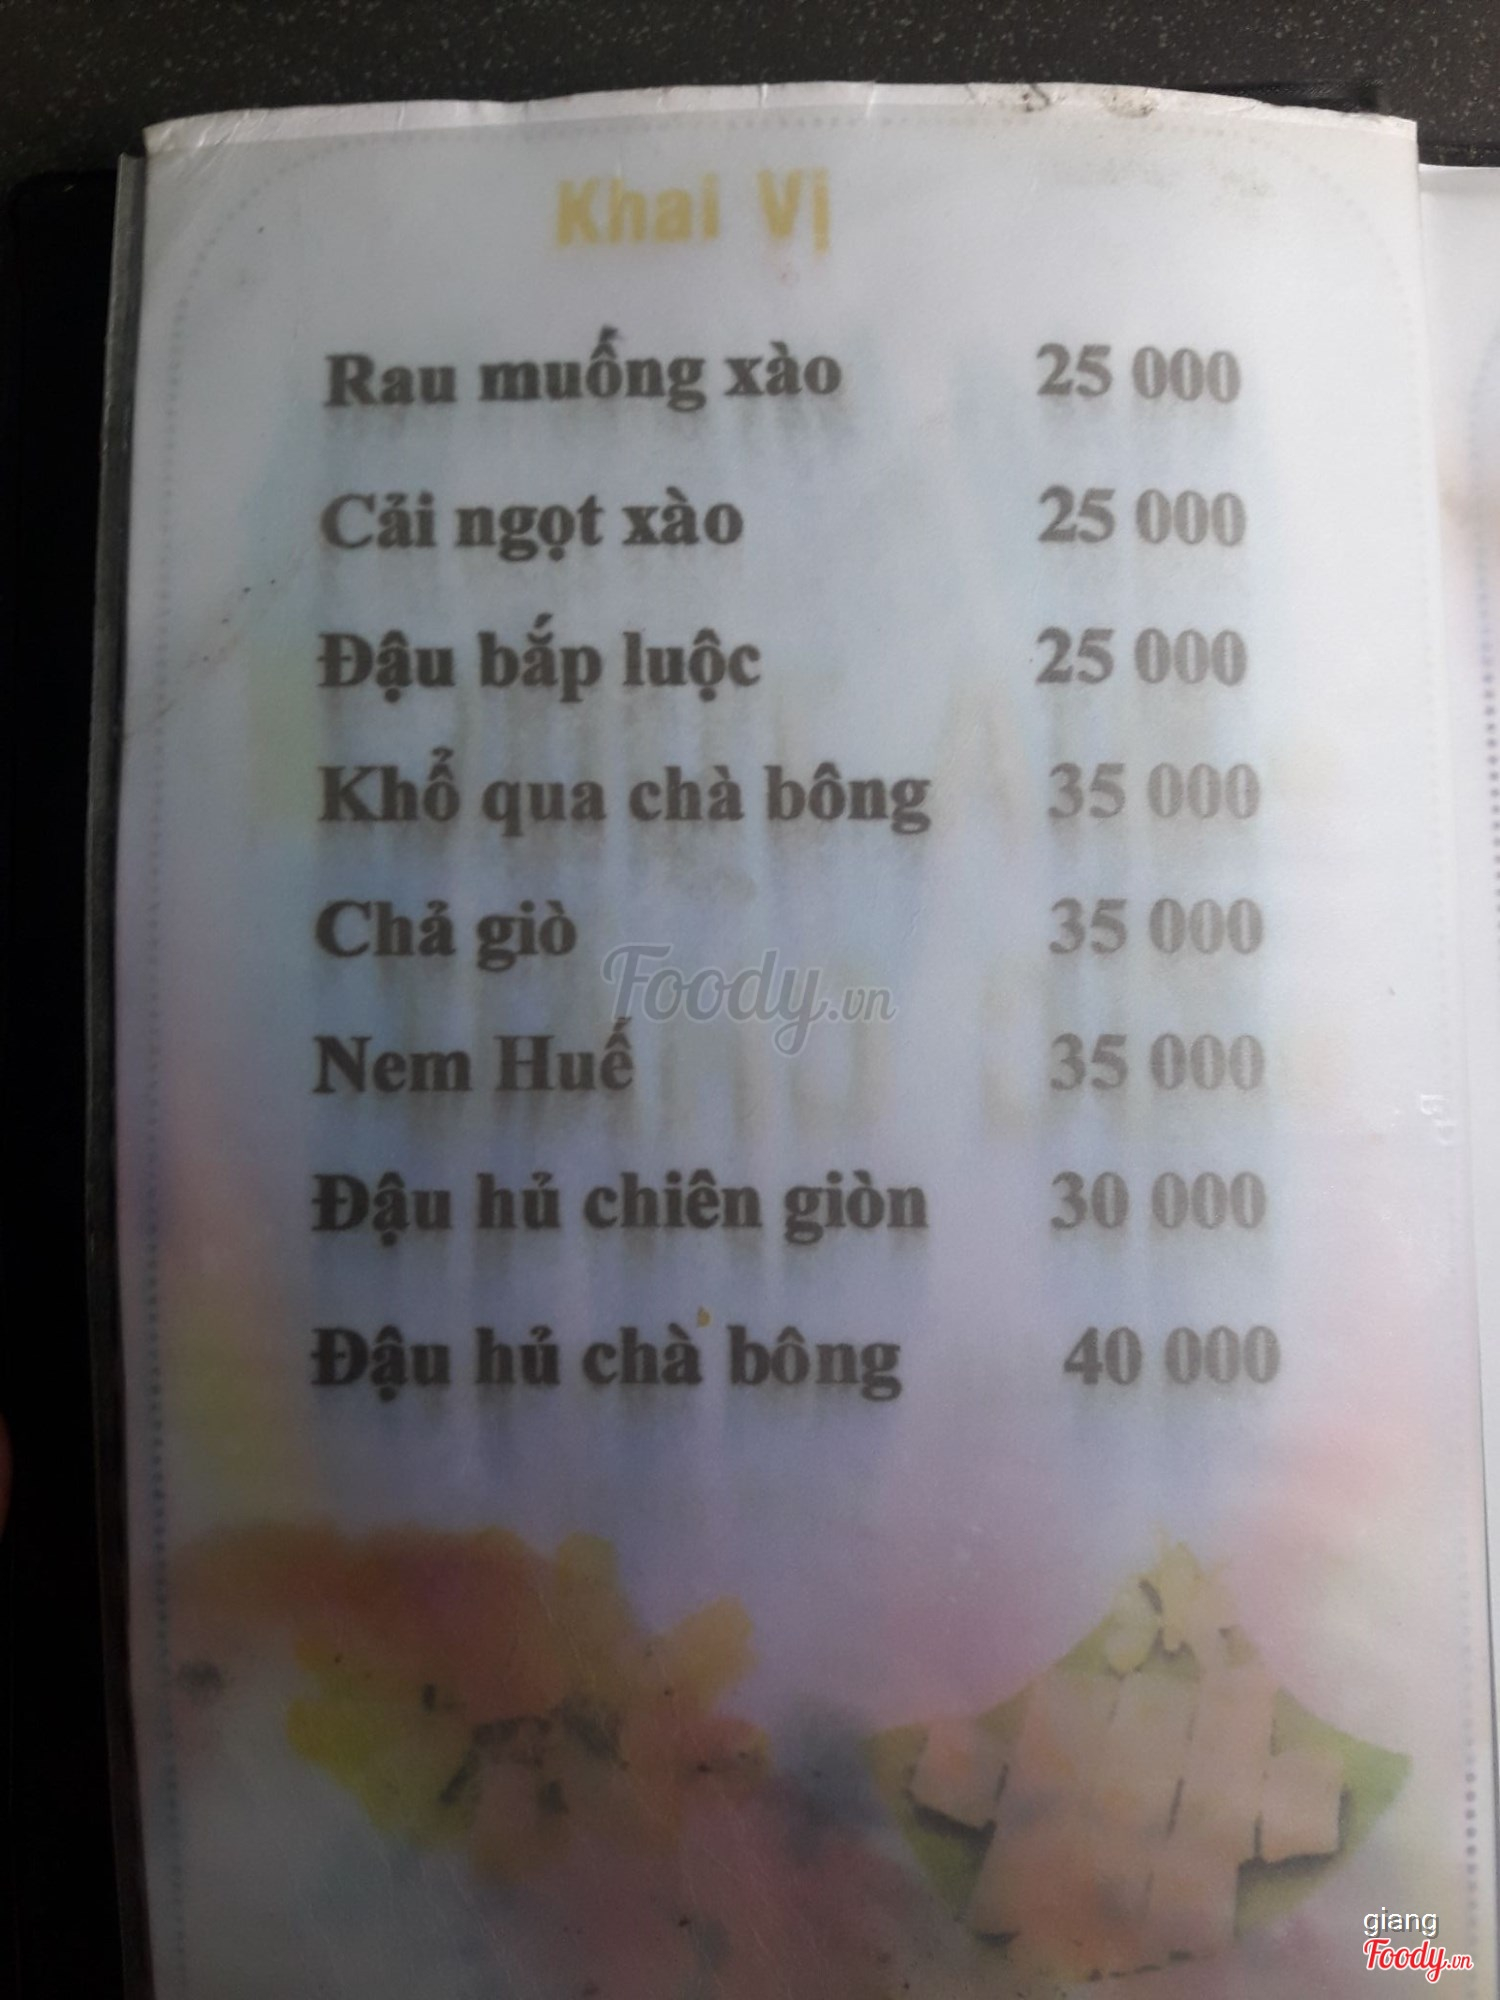 Khai Vị
Rau muống xào 25 000
Cải ngọt xào 25 000
Đậu bắp luộc 25 000
Khổ qua chà bông 35 000
Chả giò 35 000
Foody.vn
Nem Huế 35 000
Đậu hủ chiên giòn 30 000
Đậu hủ chà bông 40 000
giang
Foody.vn